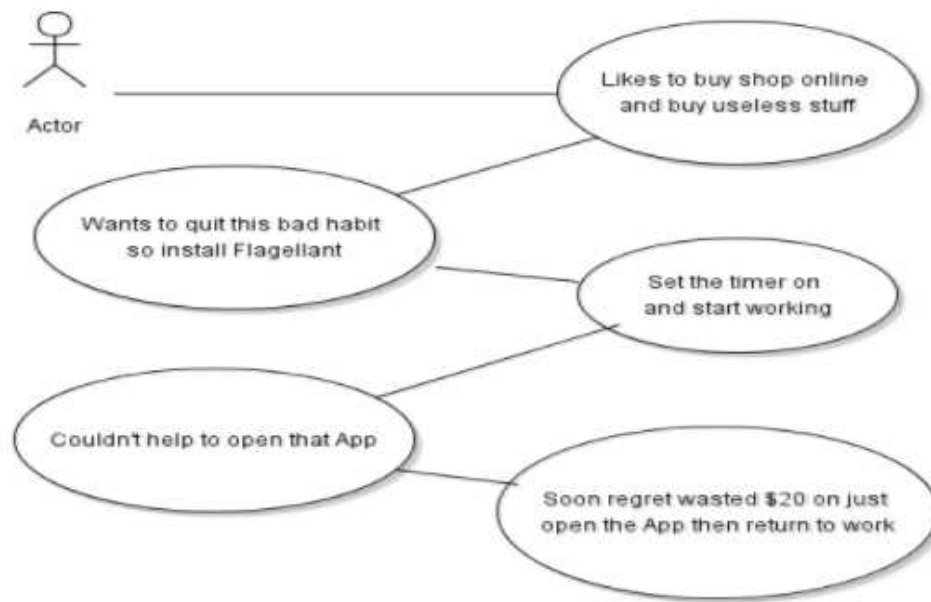 Actor
Likes to buy shop online
and buy useless stuff
Wants to quit this bad habit
so install Flagellant
Set the timer on
and start working
Couldn't help to open that App
Soon regret wasted $20 on just
open the App then return to work